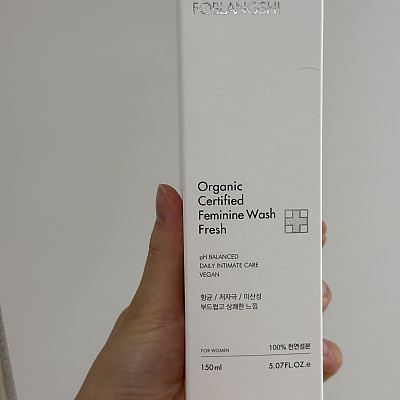 FORLANGSHI
Organic
Certified
Feminine Wash
Fresh
pH BALANCED
DAILY INTIMATE CARE
VEGAN
항균 / 저자극 / 미산성
부드럽고 상쾌한 느낌
FOR WOMEN
100% 천연성분
150ml
5.07FL.OZ.e